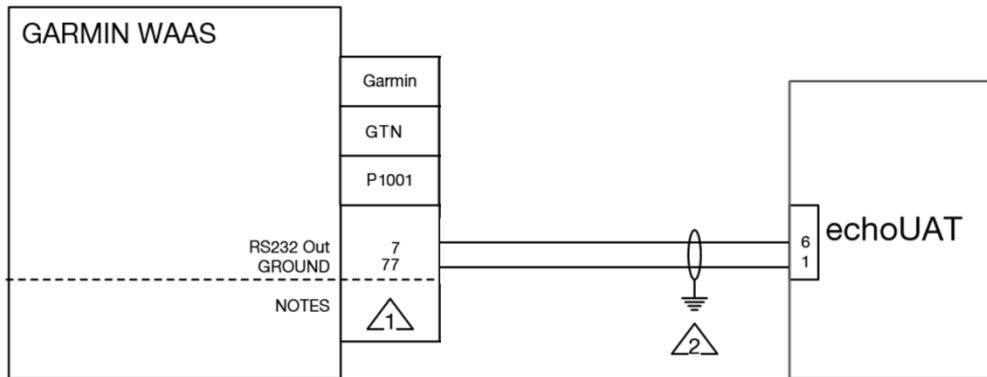 GARMIN WAAS
Garmin
GTN
P1001
RS232 Out 7
GROUND 77
NOTES 1
2
6
1
echoUAT